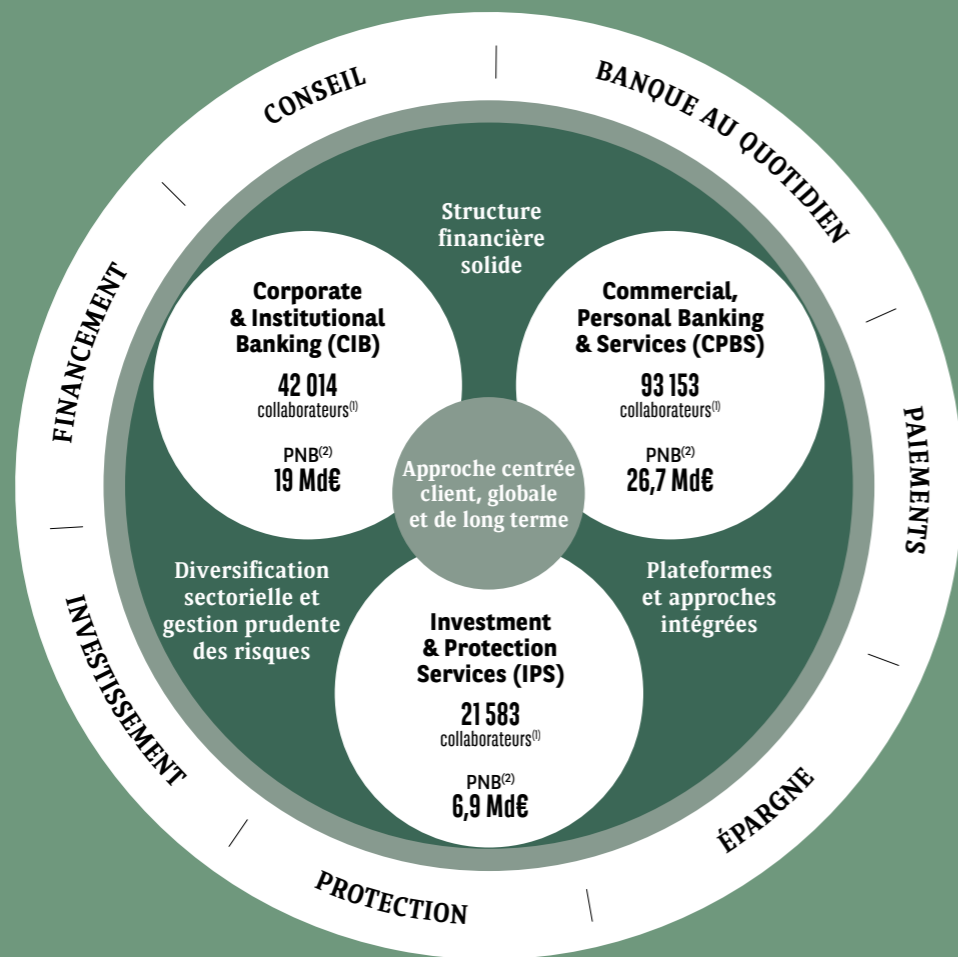 CONSEIL
BANQUE AU QUOTIDIEN
PAIEMENTS
ÉPARGNE
PROTECTION
INVESTISSEMENT
FINANCEMENT
Structure
financière
solide
Corporate
& Institutional
Banking (CIB)
42 014
collaborateurs(1)
PNB(2)
19 Md€
Commercial,
Personal Banking
& Services (CPBS)
93 153
collaborateurs(1)
PNB(2)
26,7 Md€
Approche centrée
client, globale
et de long terme
Diversification
sectorielle et
gestion prudente
des risques
Plateformes
et approches
intégrées
Investment
& Protection
Services (IPS)
21 583
collaborateurs(1)
PNB(2)
6,9 Md€